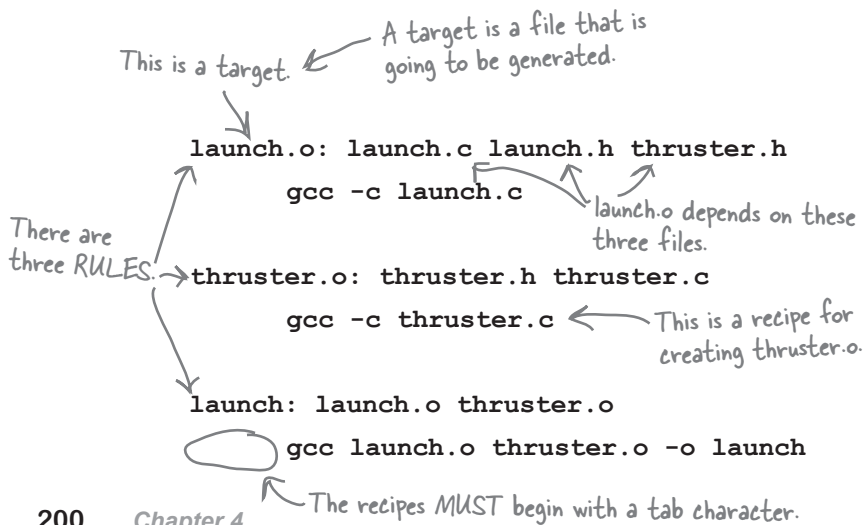 A target is a file that is
going to be generated.
This is a target.
launch.o: launch.c launch.h thruster.h
gcc -c launch.c
launch.o depends on these
three files.
There are
three RULES.
thruster.o: thruster.h thruster.c
gcc -c thruster.c
This is a recipe for
creating thruster.o.
launch: launch.o thruster.o
gcc launch.o thruster.o -o launch
The recipes MUST begin with a tab character.
200 Chapter 4